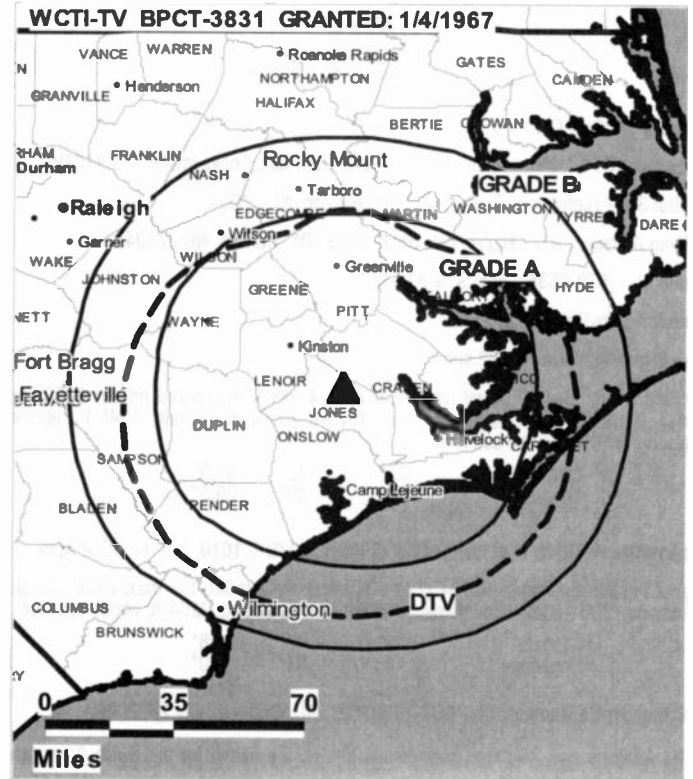 WCTI-TV BPCT-3831 GRANTED: 1/4/1967
VANCE
WARREN
Roanoke Rapids
GATES
Henderson
NORTHAMPTON
CAMDEN
GRANVILLE
HALIFAX
BERTIE
FRANKLIN
Durham
NASH
Rocky Mount
Tarboro
GRADE B
Raleigh
EDGECOMBE
MARTIN
WASHINGTON
DARE
Wilson
WILSON
Garner
WAKE
Greenville
GRADE A
JOHNSTON
HYDE
GREENE
PITT
WAYNE
Kinston
Fort Bragg
Fayetteville
LENOIR
CRAVEN
JONES
DUPLIN
ONSLOW
SAMPSON
Camp Lejeune
BLADEN
PENDER
DTV
COLUMBUS
Wilmington
BRUNSWICK
0 35 70
Miles